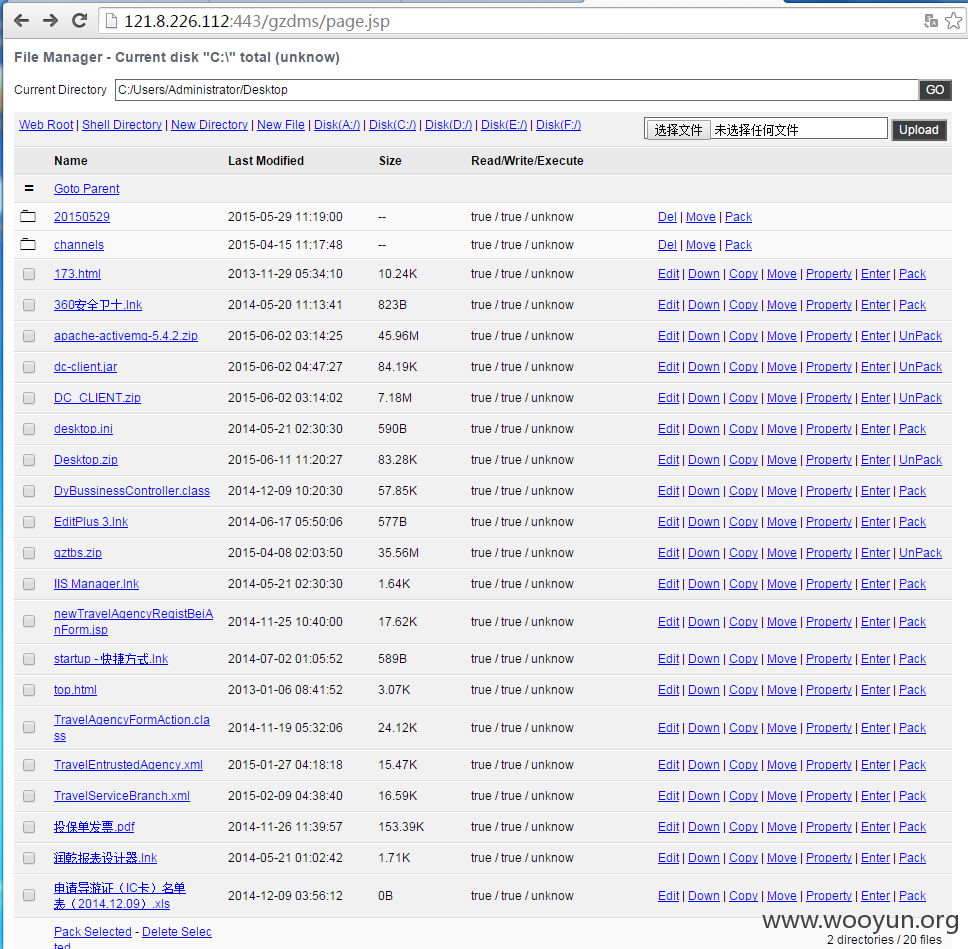 121.8.226.112:443/gzdms/page.jsp
File Manager - Current disk "C:\" total (unknow)
Current Directory C:/Users/Administrator/Desktop GO
Web Root | Shell Directory | New Directory | New File | Disk(A:/) | Disk(C:/) | Disk(D:/) | Disk(E:/) | Disk(F:/) 选择文件 未选择任何文件 Upload
Name Last Modified Size Read/Write/Execute
= Goto Parent
20150529 2015-05-29 11:19:00 -- true / true / unknow Del | Move | Pack
channels 2015-04-15 11:17:48 -- true / true / unknow Del | Move | Pack
173.html 2013-11-29 05:34:10 10.24K true / true / unknow Edit | Down | Copy | Move | Property | Enter | Pack
360安全卫士.lnk 2014-05-20 11:13:41 823B true / true / unknow Edit | Down | Copy | Move | Property | Enter | Pack
apache-activemq-5.4.2.zip 2015-06-02 03:14:25 45.96M true / true / unknow Edit | Down | Copy | Move | Property | Enter | UnPack
dc-client.jar 2015-06-02 04:47:27 84.19K true / true / unknow Edit | Down | Copy | Move | Property | Enter | UnPack
DC_CLIENT.zip 2015-06-02 03:14:02 7.18M true / true / unknow Edit | Down | Copy | Move | Property | Enter | UnPack
desktop.ini 2014-05-21 02:30:30 590B true / true / unknow Edit | Down | Copy | Move | Property | Enter | Pack
Desktop.zip 2015-06-11 11:20:27 83.28K true / true / unknow Edit | Down | Copy | Move | Property | Enter | UnPack
DyBussinessController.class 2014-12-09 10:20:30 57.85K true / true / unknow Edit | Down | Copy | Move | Property | Enter | Pack
EditPlus 3.lnk 2014-06-17 05:50:06 577B true / true / unknow Edit | Down | Copy | Move | Property | Enter | Pack
gztbs.zip 2015-04-08 02:03:50 35.56M true / true / unknow Edit | Down | Copy | Move | Property | Enter | UnPack
IIS Manager.lnk 2014-05-21 02:30:30 1.64K true / true / unknow Edit | Down | Copy | Move | Property | Enter | Pack
newTravelAgencyRegistBeiA
nForm.jsp 2014-11-25 10:40:00 17.62K true / true / unknow Edit | Down | Copy | Move | Property | Enter | Pack
startup - 快捷方式.lnk 2014-07-02 01:05:52 589B true / true / unknow Edit | Down | Copy | Move | Property | Enter | Pack
top.html 2013-01-06 08:41:52 3.07K true / true / unknow Edit | Down | Copy | Move | Property | Enter | Pack
TravelAgencyFormAction.cla
ss 2014-11-19 05:32:06 24.12K true / true / unknow Edit | Down | Copy | Move | Property | Enter | Pack
TravelEntrustedAgency.xml 2015-01-27 04:18:18 15.47K true / true / unknow Edit | Down | Copy | Move | Property | Enter | Pack
TravelServiceBranch.xml 2015-02-09 04:38:40 16.59K true / true / unknow Edit | Down | Copy | Move | Property | Enter | Pack
投保单发票.pdf 2014-11-26 11:39:57 153.39K true / true / unknow Edit | Down | Copy | Move | Property | Enter | Pack
润乾报表设计器.lnk 2014-05-21 01:02:42 1.71K true / true / unknow Edit | Down | Copy | Move | Property | Enter | Pack
申请导游证（IC卡）名单
表（2014.12.09）.xls 2014-12-09 03:56:12 0B true / true / unknow Edit | Down | Copy | Move | Property | Enter | Pack
Pack Selected - Delete Selec
ted
www.wooyun.org
2 directories / 20 files